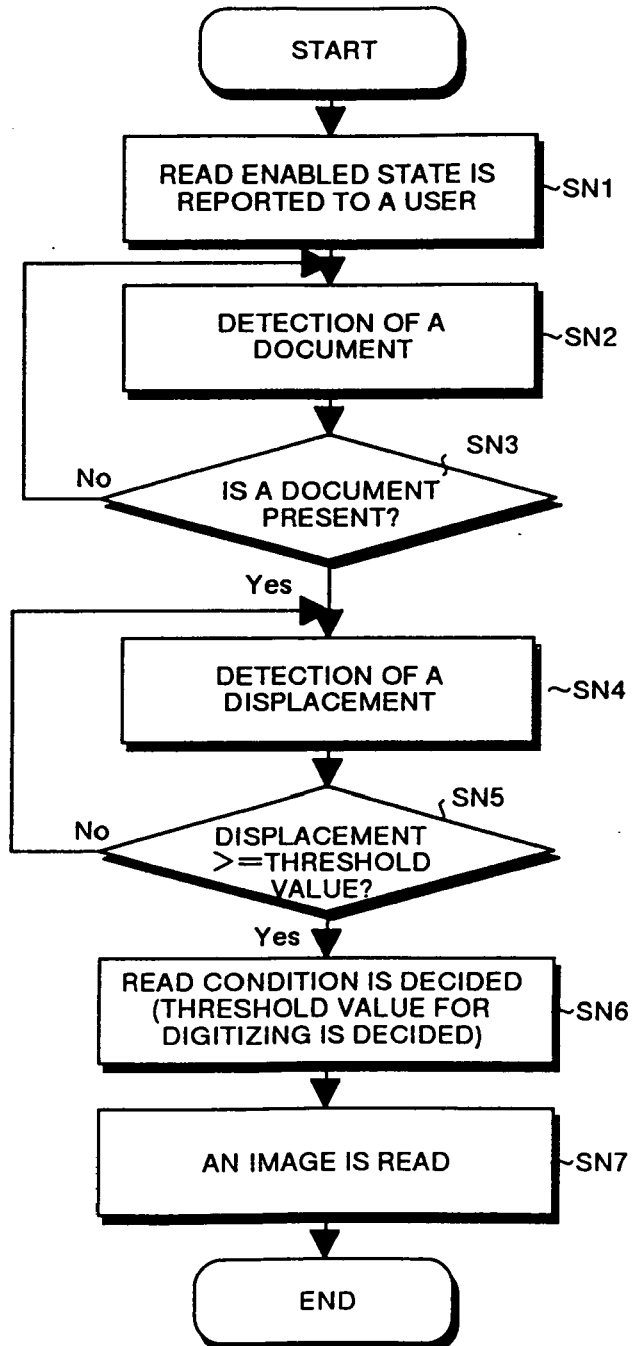 START
READ ENABLED STATE IS
REPORTED TO A USER
~SN1
DETECTION OF A
DOCUMENT
~SN2
SN3
No
IS A DOCUMENT
PRESENT?
Yes
DETECTION OF A
DISPLACEMENT
~SN4
SN5
No
DISPLACEMENT
>=THRESHOLD
VALUE?
Yes
READ CONDITION IS DECIDED
(THRESHOLD VALUE FOR
DIGITIZING IS DECIDED)
~SN6
AN IMAGE IS READ
~SN7
END